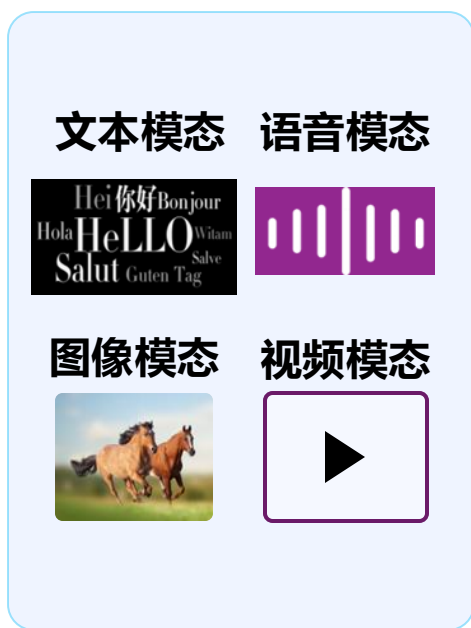 文本模态 语音模态
Hei 你好 Bonjour
Hola HeLLO Witam
Salve
Salut Guten Tag
图像模态 视频模态